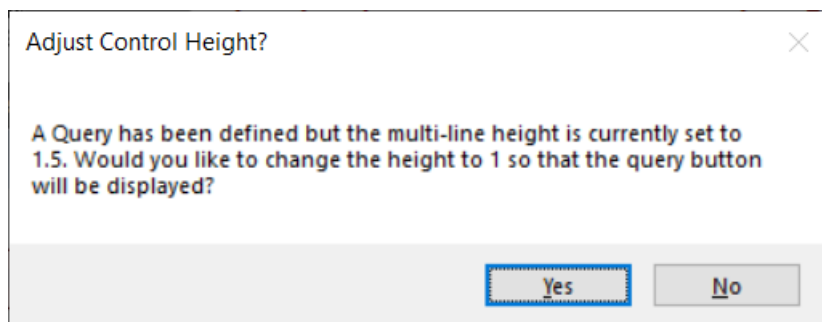 Adjust Control Height?
A Query has been defined but the multi-line height is currently set to
1.5. Would you like to change the height to 1 so that the query button
will be displayed?
Yes
No